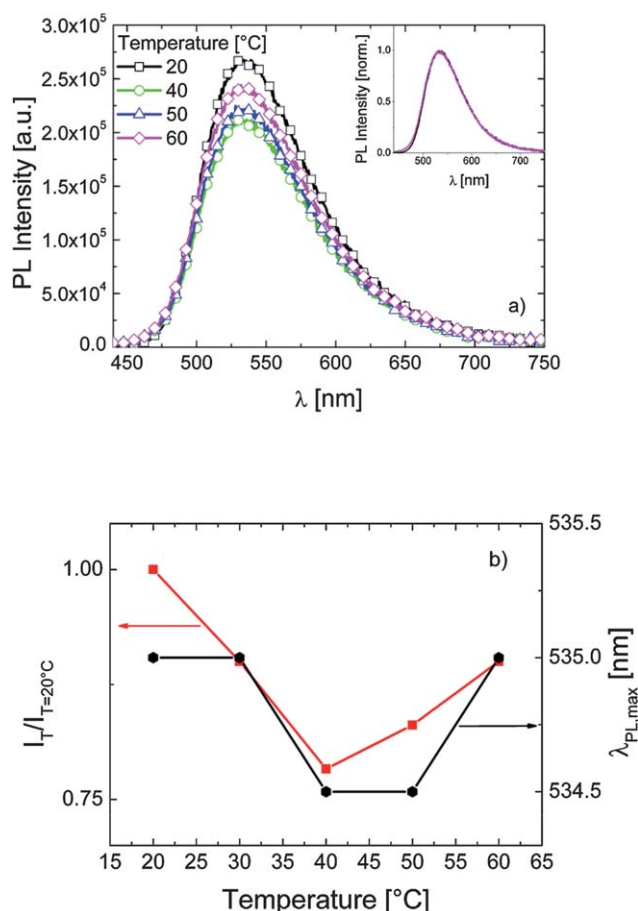 3.0x10⁵
2.5x10⁵
2.0x10⁵
1.5x10⁵
1.0x10⁵
5.0x10⁴
0.0
PL Intensity [a.u.]
Temperature [°C]
20
40
50
60
450 500 550 600 650 700 750
λ [nm]
a)
1.0
0.5
0.0
PL Intensity [norm.]
500 600 700
λ [nm]
b)
1.00
0.75
I_T/I_T=20°C
535.5
535.0
534.5
λ_PL,max [nm]
15 20 25 30 35 40 45 50 55 60 65
Temperature [°C]